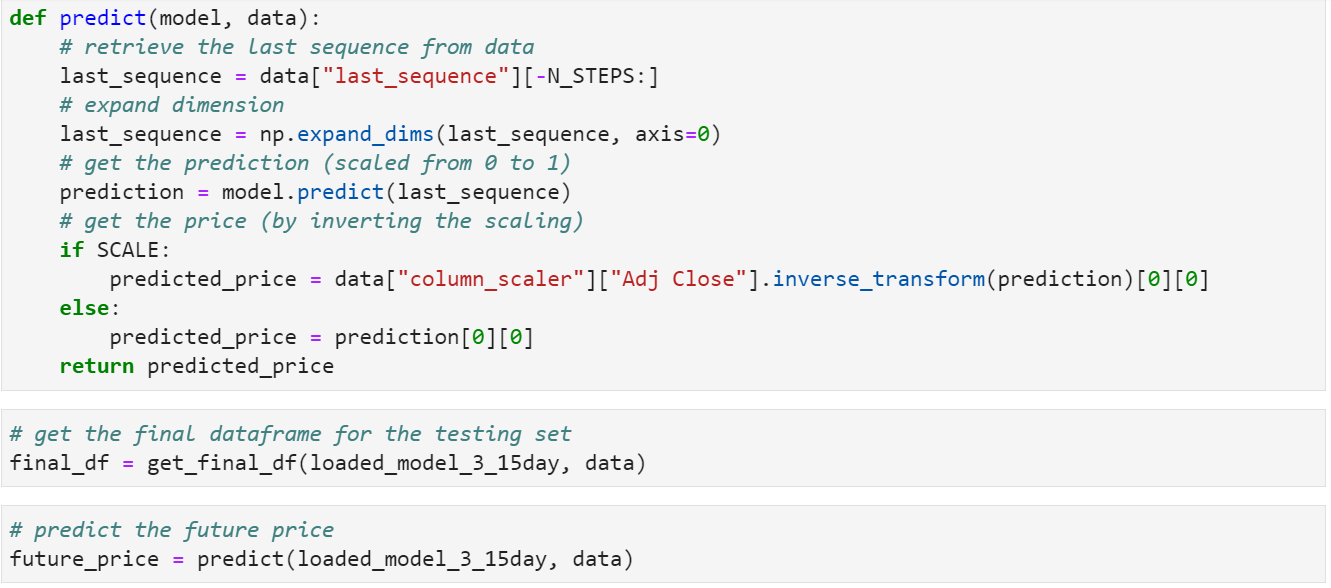 def predict(model, data):
    # retrieve the last sequence from data
    last_sequence = data["last_sequence"][-N_STEPS:]
    # expand dimension
    last_sequence = np.expand_dims(last_sequence, axis=0)
    # get the prediction (scaled from 0 to 1)
    prediction = model.predict(last_sequence)
    # get the price (by inverting the scaling)
    if SCALE:
        predicted_price = data["column_scaler"]["Adj Close"].inverse_transform(prediction)[0][0]
    else:
        predicted_price = prediction[0][0]
    return predicted_price
# get the final dataframe for the testing set
final_df = get_final_df(loaded_model_3_15day, data)
# predict the future price
future_price = predict(loaded_model_3_15day, data)